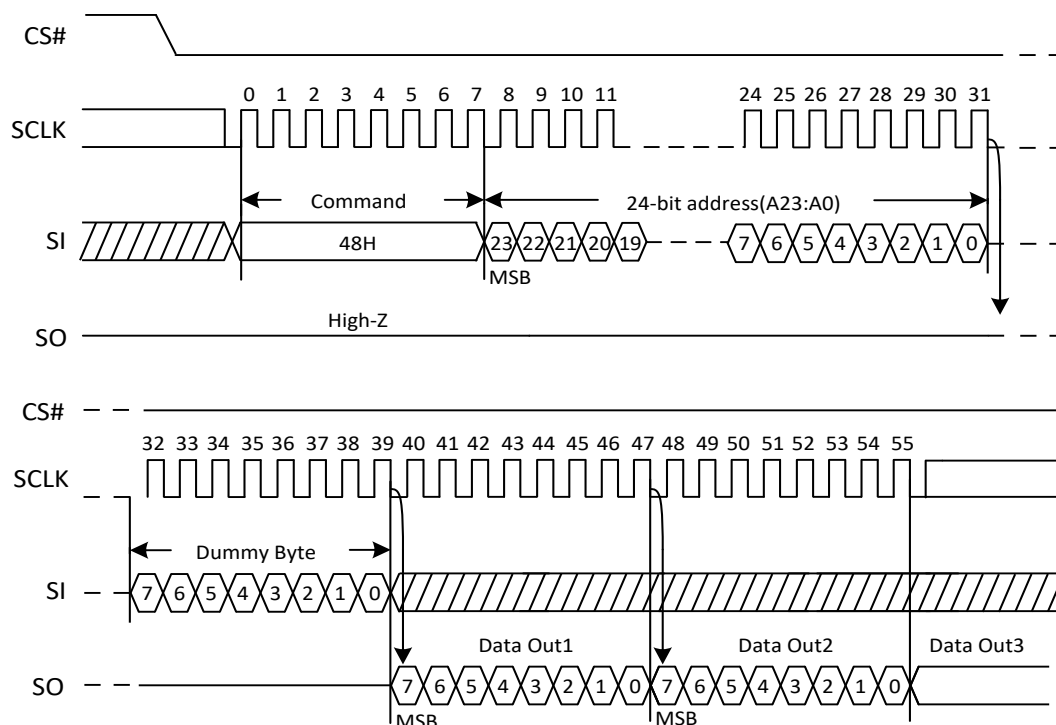 CS#
0 1 2 3 4 5 6 7 8 9 10 11 24 25 26 27 28 29 30 31
SCLK
Command 24-bit address(A23:A0)
SI 48H 23 22 21 20 19 7 6 5 4 3 2 1 0
MSB
High-Z
SO
CS#
32 33 34 35 36 37 38 39 40 41 42 43 44 45 46 47 48 49 50 51 52 53 54 55
SCLK
Dummy Byte
SI 7 6 5 4 3 2 1 0
Data Out1 Data Out2 Data Out3
SO 7 6 5 4 3 2 1 0 7 6 5 4 3 2 1 0
MSB MSB